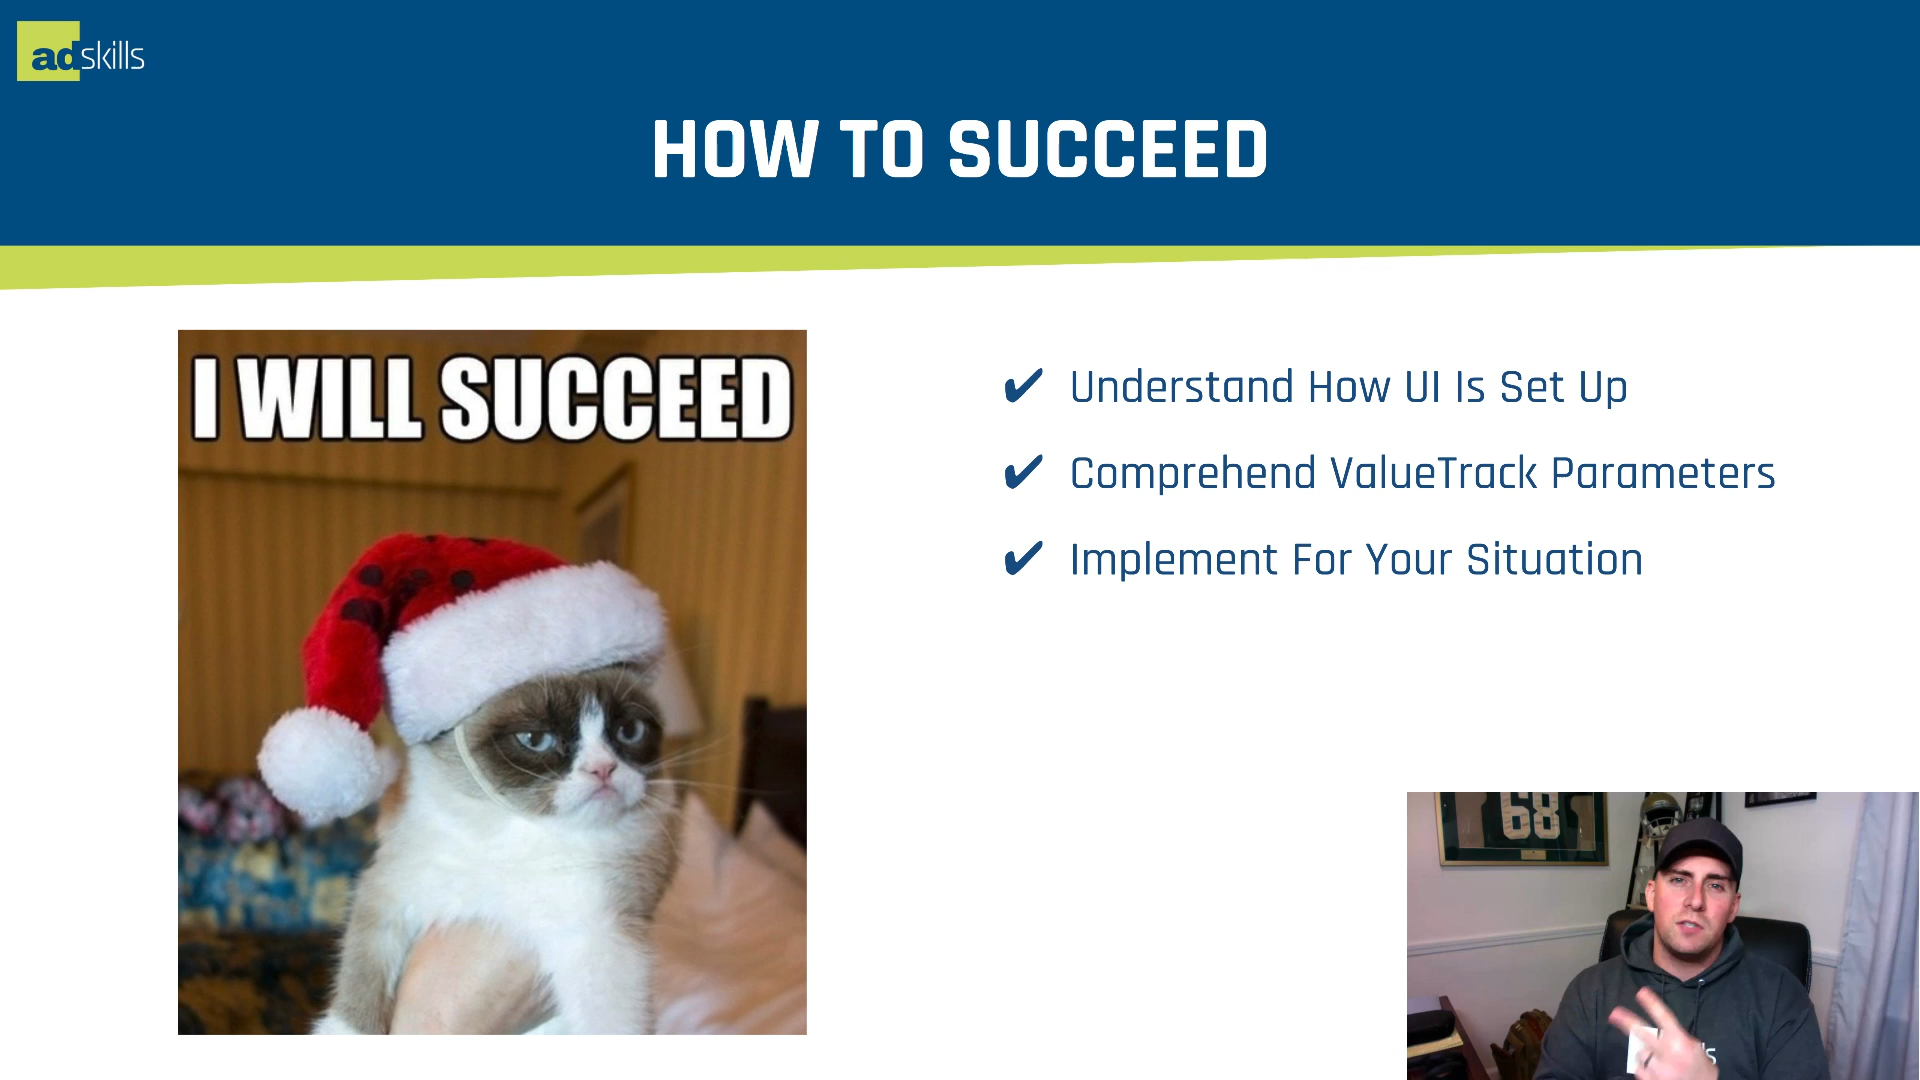 adskills
HOW TO SUCCEED
I WILL SUCCEED
✔ Understand How UI Is Set Up
✔ Comprehend ValueTrack Parameters
✔ Implement For Your Situation
68